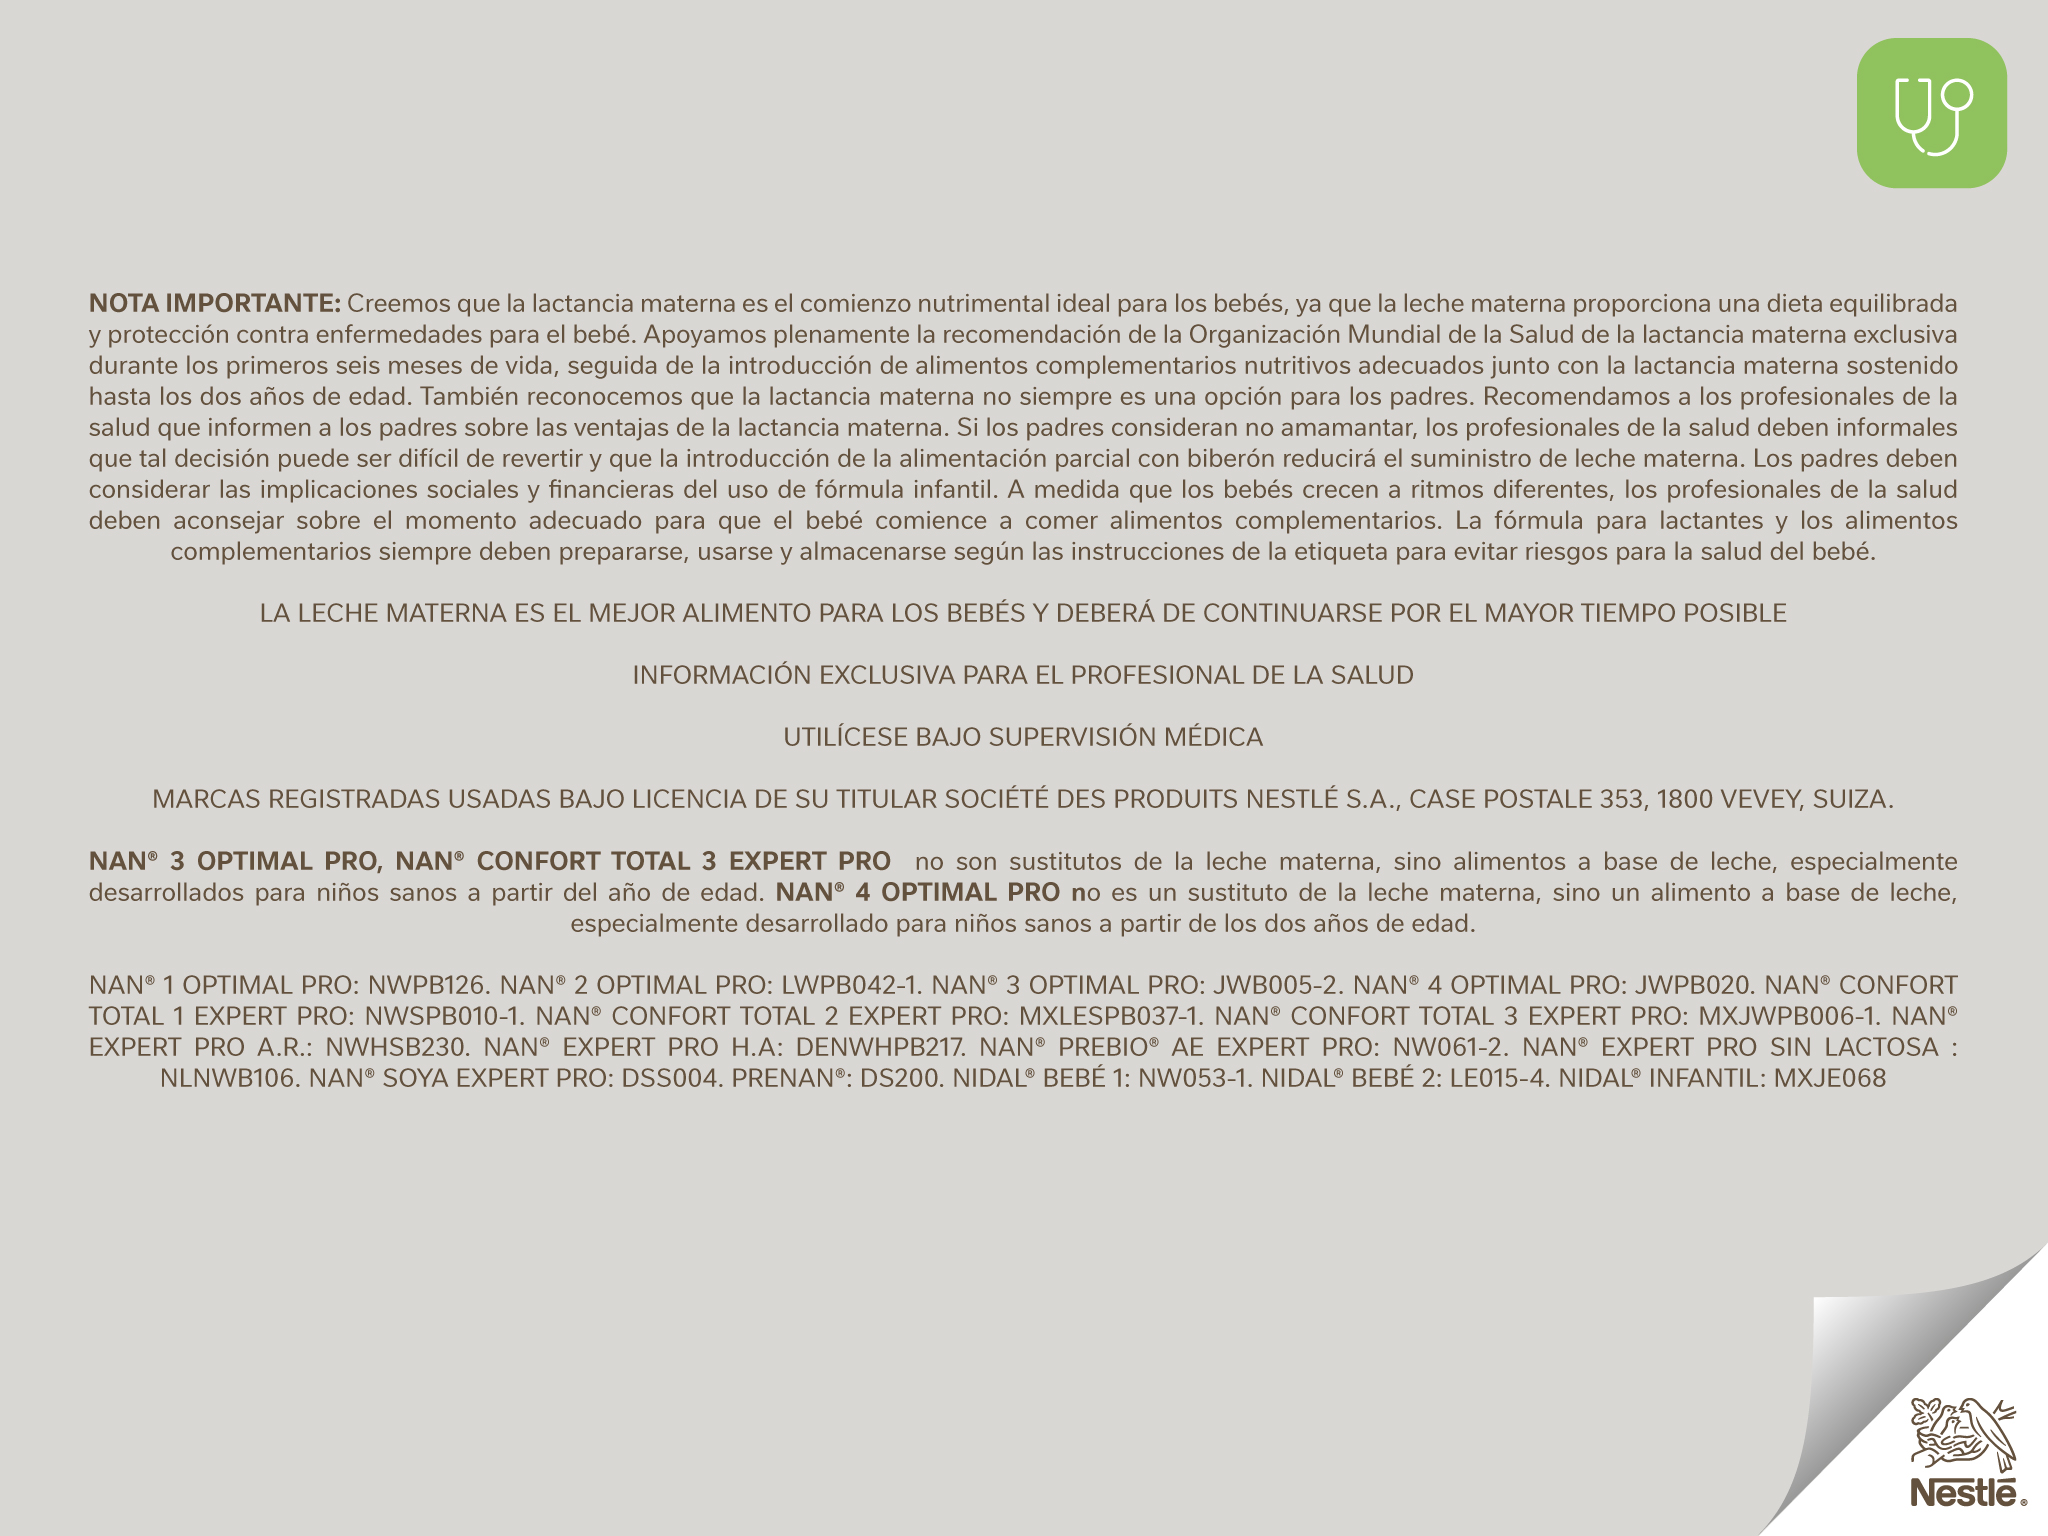 NOTA IMPORTANTE: Creemos que la lactancia materna es el comienzo nutrimental ideal para los bebés, ya que la leche materna proporciona una dieta equilibrada
y protección contra enfermedades para el bebé. Apoyamos plenamente la recomendación de la Organización Mundial de la Salud de la lactancia materna exclusiva
durante los primeros seis meses de vida, seguida de la introducción de alimentos complementarios nutritivos adecuados junto con la lactancia materna sostenido
hasta los dos años de edad. También reconocemos que la lactancia materna no siempre es una opción para los padres. Recomendamos a los profesionales de la
salud que informen a los padres sobre las ventajas de la lactancia materna. Si los padres consideran no amamantar, los profesionales de la salud deben informales
que tal decisión puede ser difícil de revertir y que la introducción de la alimentación parcial con biberón reducirá el suministro de leche materna. Los padres deben
considerar las implicaciones sociales y financieras del uso de fórmula infantil. A medida que los bebés crecen a ritmos diferentes, los profesionales de la salud
deben aconsejar sobre el momento adecuado para que el bebé comience a comer alimentos complementarios. La fórmula para lactantes y los alimentos
complementarios siempre deben prepararse, usarse y almacenarse según las instrucciones de la etiqueta para evitar riesgos para la salud del bebé.
LA LECHE MATERNA ES EL MEJOR ALIMENTO PARA LOS BEBÉS Y DEBERÁ DE CONTINUARSE POR EL MAYOR TIEMPO POSIBLE
INFORMACIÓN EXCLUSIVA PARA EL PROFESIONAL DE LA SALUD
UTILÍCESE BAJO SUPERVISIÓN MÉDICA
MARCAS REGISTRADAS USADAS BAJO LICENCIA DE SU TITULAR SOCIÉTÉ DES PRODUITS NESTLÉ S.A., CASE POSTALE 353, 1800 VEVEY, SUIZA.
NAN® 3 OPTIMAL PRO, NAN® CONFORT TOTAL 3 EXPERT PRO no son sustitutos de la leche materna, sino alimentos a base de leche, especialmente
desarrollados para niños sanos a partir del año de edad. NAN® 4 OPTIMAL PRO no es un sustituto de la leche materna, sino un alimento a base de leche,
especialmente desarrollado para niños sanos a partir de los dos años de edad.
NAN® 1 OPTIMAL PRO: NWPB126. NAN® 2 OPTIMAL PRO: LWPB042-1. NAN® 3 OPTIMAL PRO: JWB005-2. NAN® 4 OPTIMAL PRO: JWPB020. NAN® CONFORT
TOTAL 1 EXPERT PRO: NWSPB010-1. NAN® CONFORT TOTAL 2 EXPERT PRO: MXLESPB037-1. NAN® CONFORT TOTAL 3 EXPERT PRO: MXJWPB006-1. NAN®
EXPERT PRO A.R.: NWHSB230. NAN® EXPERT PRO H.A: DENWHPB217. NAN® PREBIO® AE EXPERT PRO: NW061-2. NAN® EXPERT PRO SIN LACTOSA :
NLNWB106. NAN® SOYA EXPERT PRO: DSS004. PRENAN®: DS200. NIDAL® BEBÉ 1: NW053-1. NIDAL® BEBÉ 2: LE015-4. NIDAL® INFANTIL: MXJE068
Nestlé®